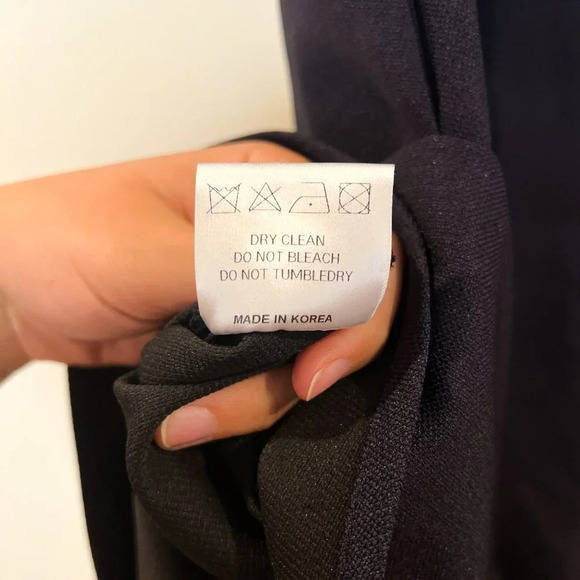 DRY CLEAN
DO NOT BLEACH
DO NOT TUMBLEDRY
MADE IN KOREA